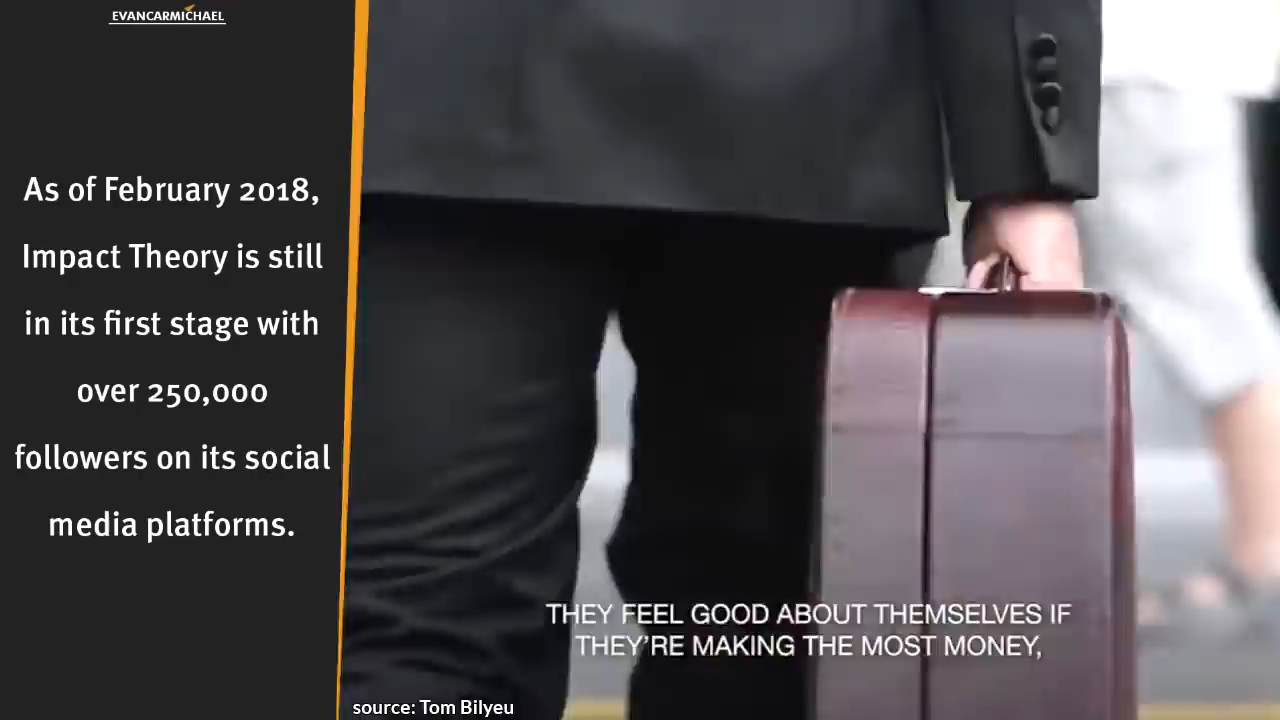 EVANCARMICHAEL
As of February 2018,
Impact Theory is still
in its first stage with
over 250,000
followers on its social
media platforms.
THEY FEEL GOOD ABOUT THEMSELVES IF
THEY'RE MAKING THE MOST MONEY,
source: Tom Bilyeu